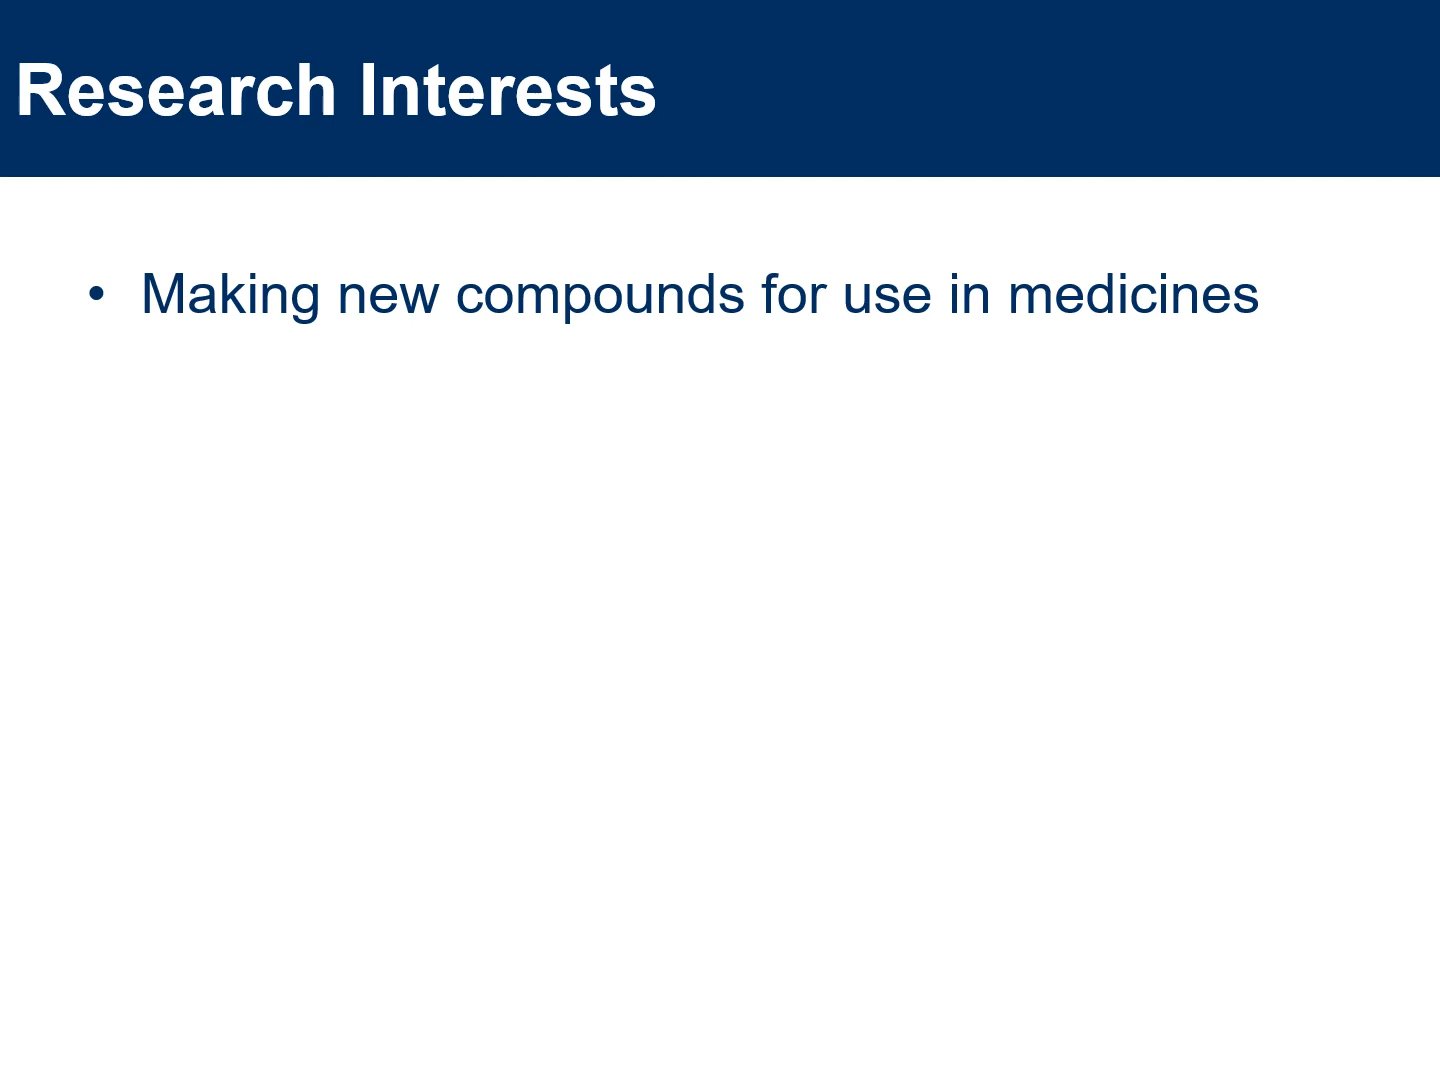 Research Interests
• Making new compounds for use in medicines